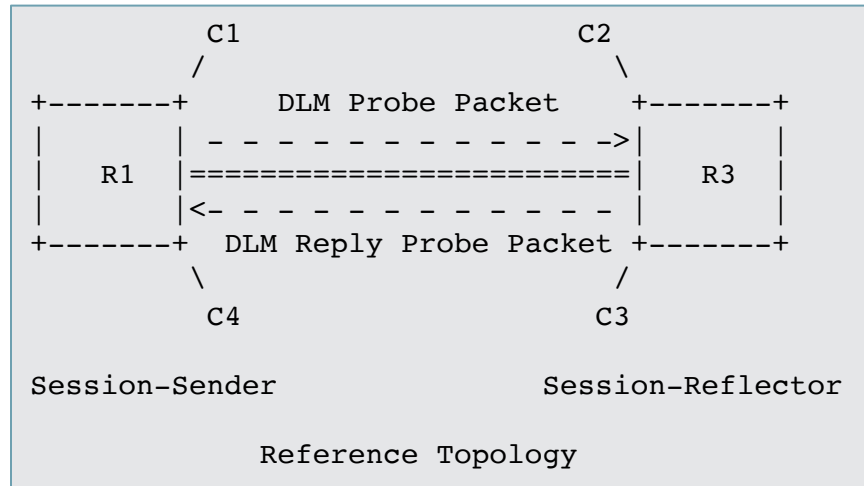 C1 C2
DLM Probe Packet
R1 R3
DLM Reply Probe Packet
C4 C3
Session-Sender Session-Reflector
Reference Topology